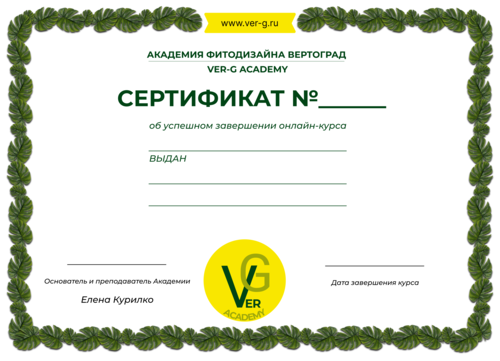 www.ver-g.ru
АКАДЕМИЯ ФИТОДИЗАЙНА ВЕРТОГРАД
VER-G ACADEMY
СЕРТИФИКАТ №______
об успешном завершении онлайн-курса
ВЫДАН
G
VER
ACADEMY
Основатель и преподаватель Академии
Елена Курилко
Дата завершения курса